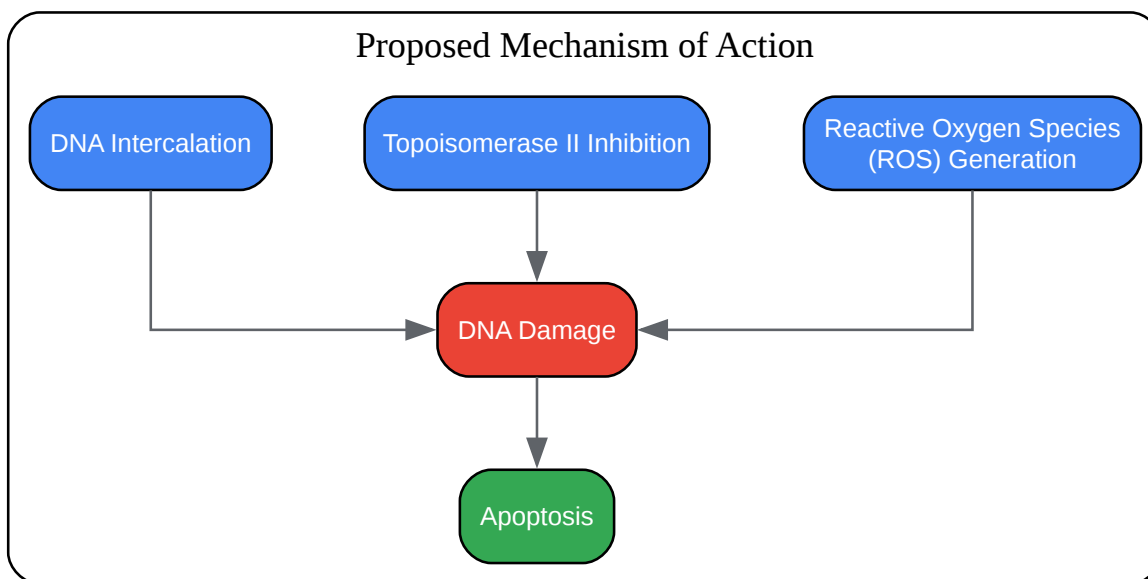 Proposed Mechanism of Action
DNA Intercalation
Topoisomerase II Inhibition
Reactive Oxygen Species
(ROS) Generation
DNA Damage
Apoptosis